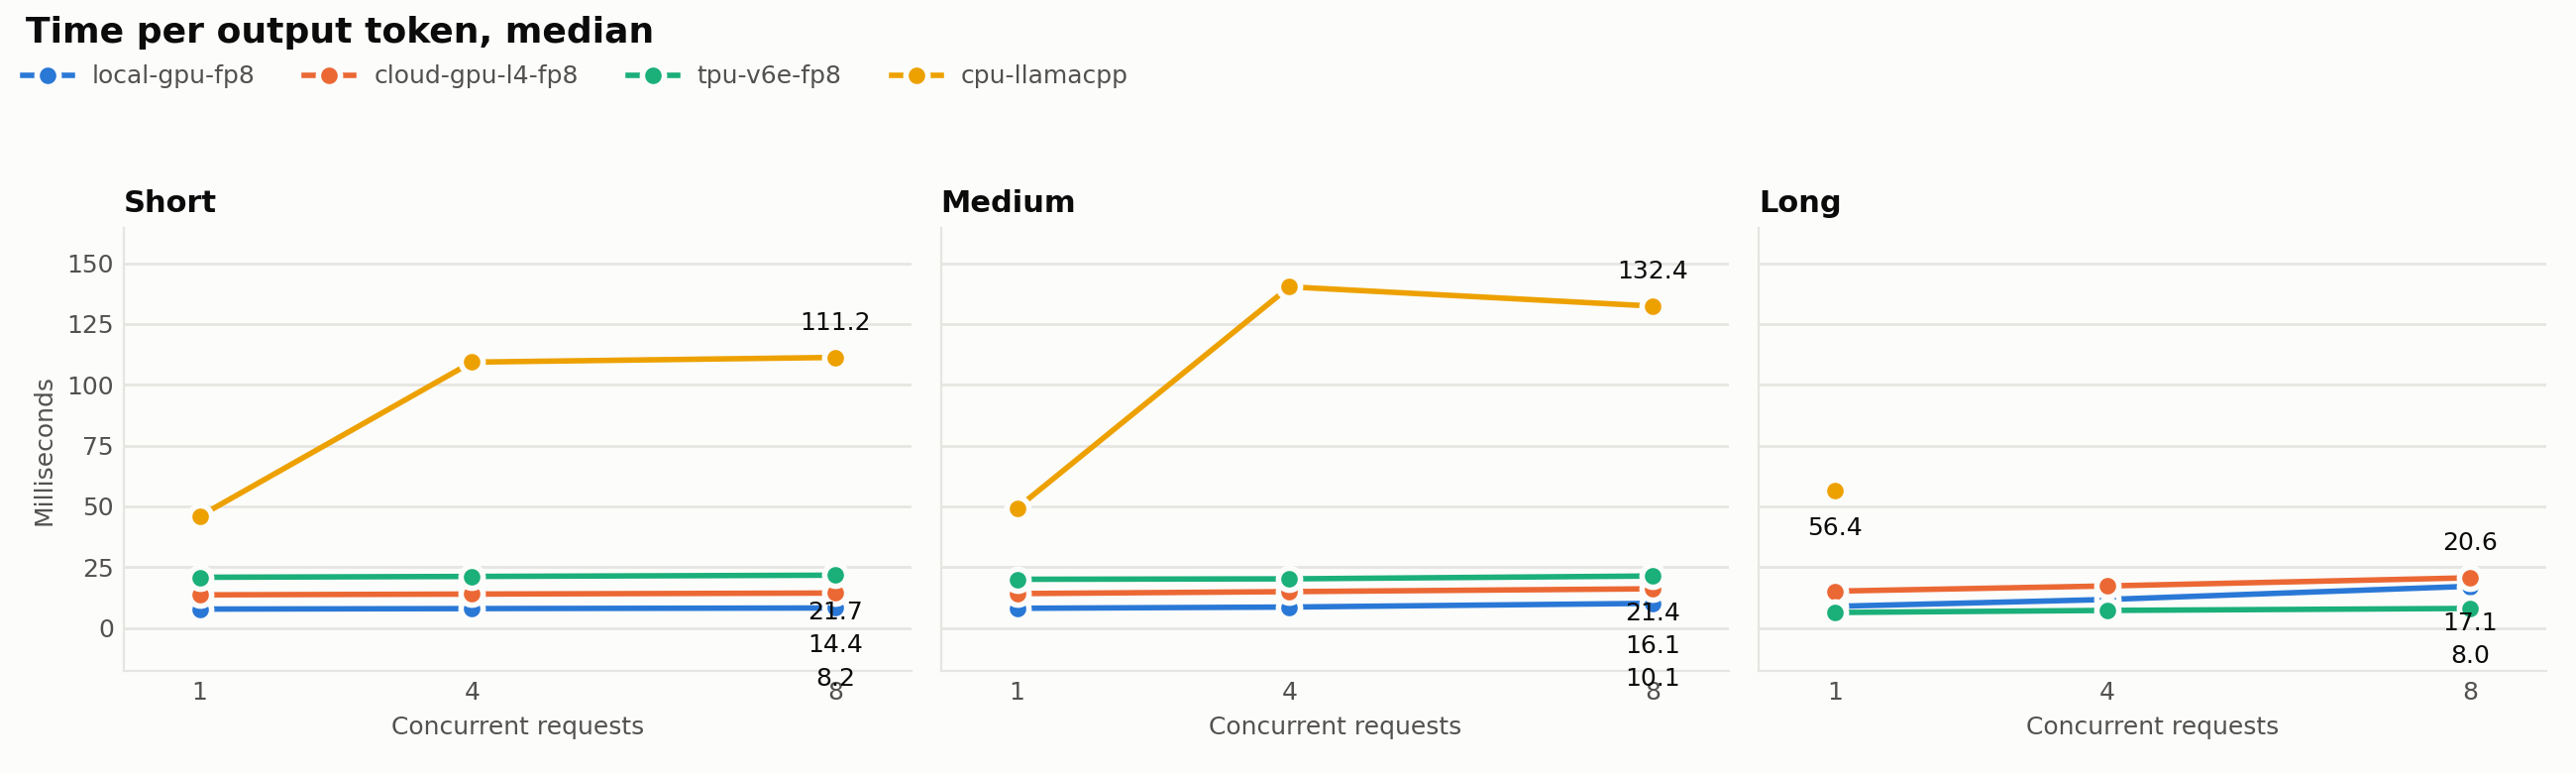 Time per output token, median
local-gpu-fp8 cloud-gpu-l4-fp8 tpu-v6e-fp8 cpu-llamacpp
Short Medium Long
150
125
100
75
50
25
0
Milliseconds
111.2
21.7
14.4
8.2
132.4
21.4
16.1
10.1
56.4
20.6
17.1
8.0
1 4 8
1 4 8
1 4 8
Concurrent requests Concurrent requests Concurrent requests